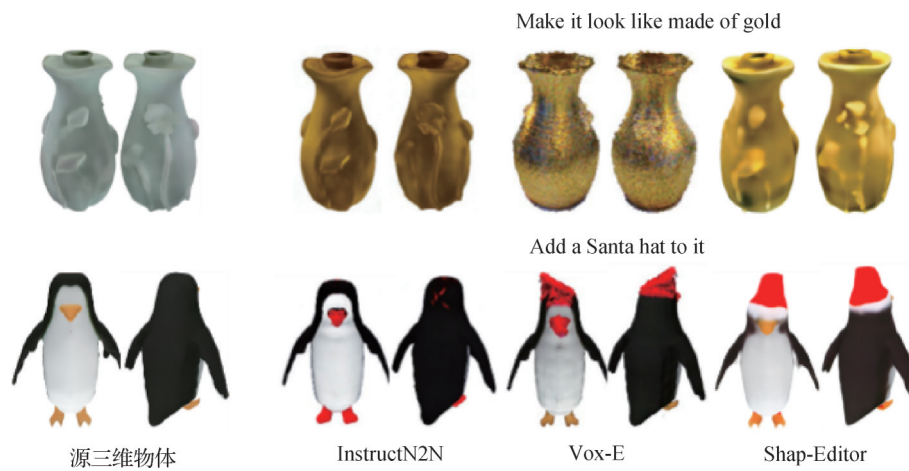 Make it look like made of gold
Add a Santa hat to it
源三维物体 InstructN2N Vox-E Shap-Editor